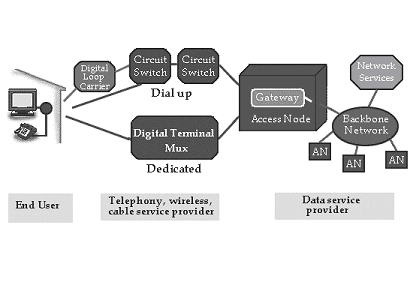 Digital
Loop
Carrier
Circuit
Switch
Circuit
Switch
Dial up
Digital Terminal
Mux
Dedicated
Gateway
Access Node
Network
Services
Backbone
Network
AN
AN
AN
End User
Telephony, wireless,
cable service provider
Data service
provider